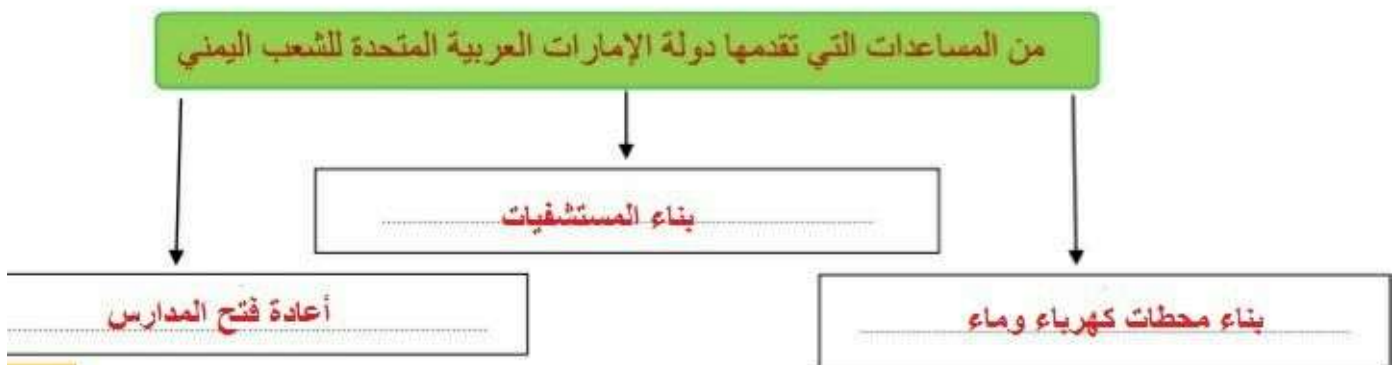 من المساعدات التي تقدمها دولة الإمارات العربية المتحدة للشعب اليمني
بناء المستشفيات
بناء محطات كهرباء وماء
أعادة فتح المدارس